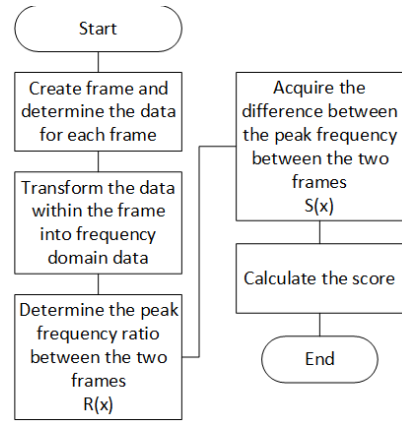 Start
Create frame and
determine the data
for each frame
Transform the data
within the frame
into frequency
domain data
Determine the peak
frequency ratio
between the two
frames
R(x)
Acquire the
difference between
the peak frequency
between the two
frames
S(x)
Calculate the score
End